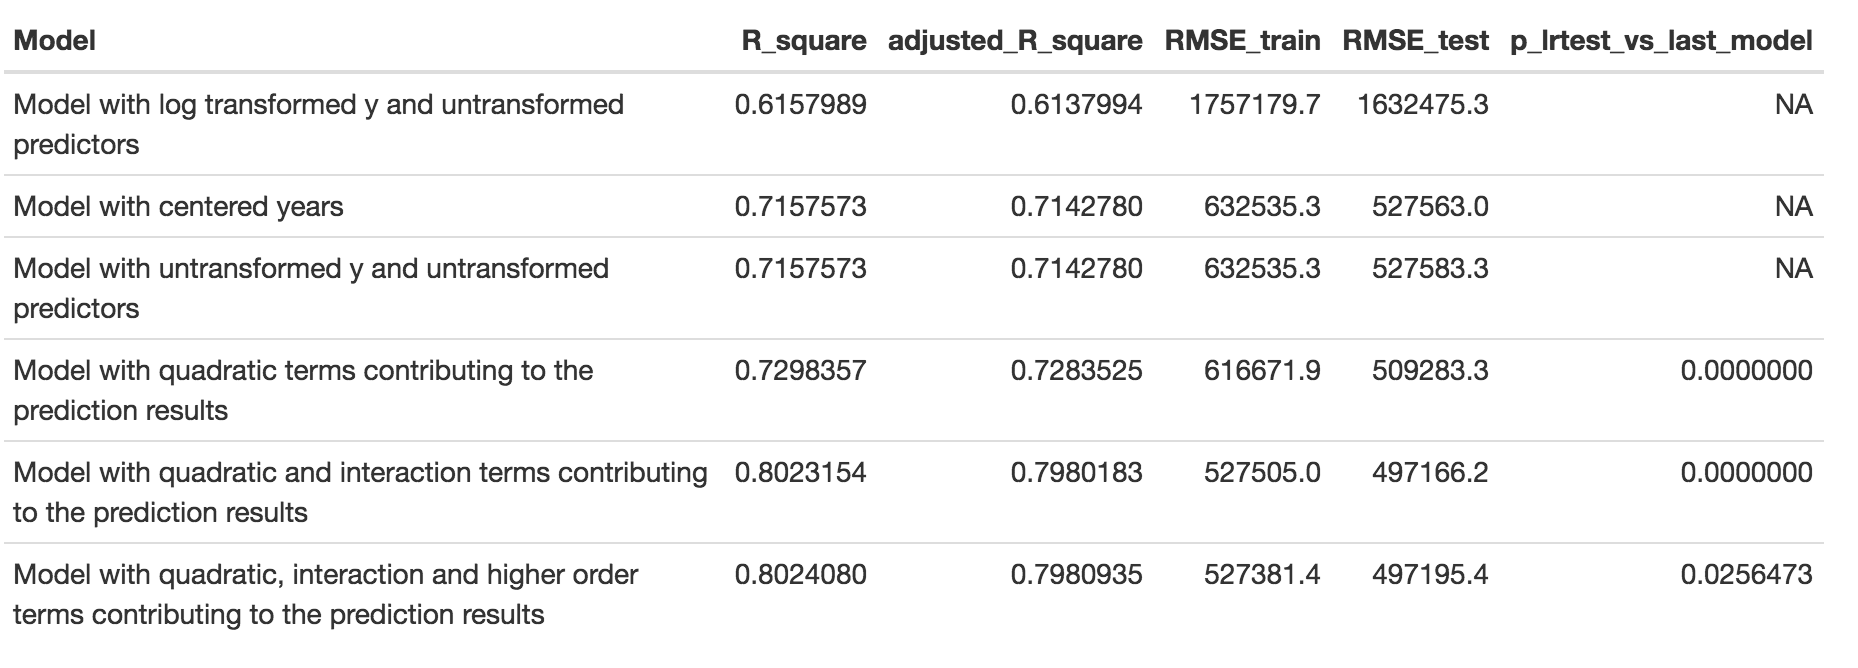 Model R_square adjusted_R_square RMSE_train RMSE_test p_lrtest_vs_last_model
Model with log transformed y and untransformed 0.6157989 0.6137994 1757179.7 1632475.3 NA
predictors
Model with centered years 0.7157573 0.7142780 632535.3 527563.0 NA
Model with untransformed y and untransformed 0.7157573 0.7142780 632535.3 527583.3 NA
predictors
Model with quadratic terms contributing to the 0.7298357 0.7283525 616671.9 509283.3 0.0000000
prediction results
Model with quadratic and interaction terms contributing 0.8023154 0.7980183 527505.0 497166.2 0.0000000
to the prediction results
Model with quadratic, interaction and higher order 0.8024080 0.7980935 527381.4 497195.4 0.0256473
terms contributing to the prediction results